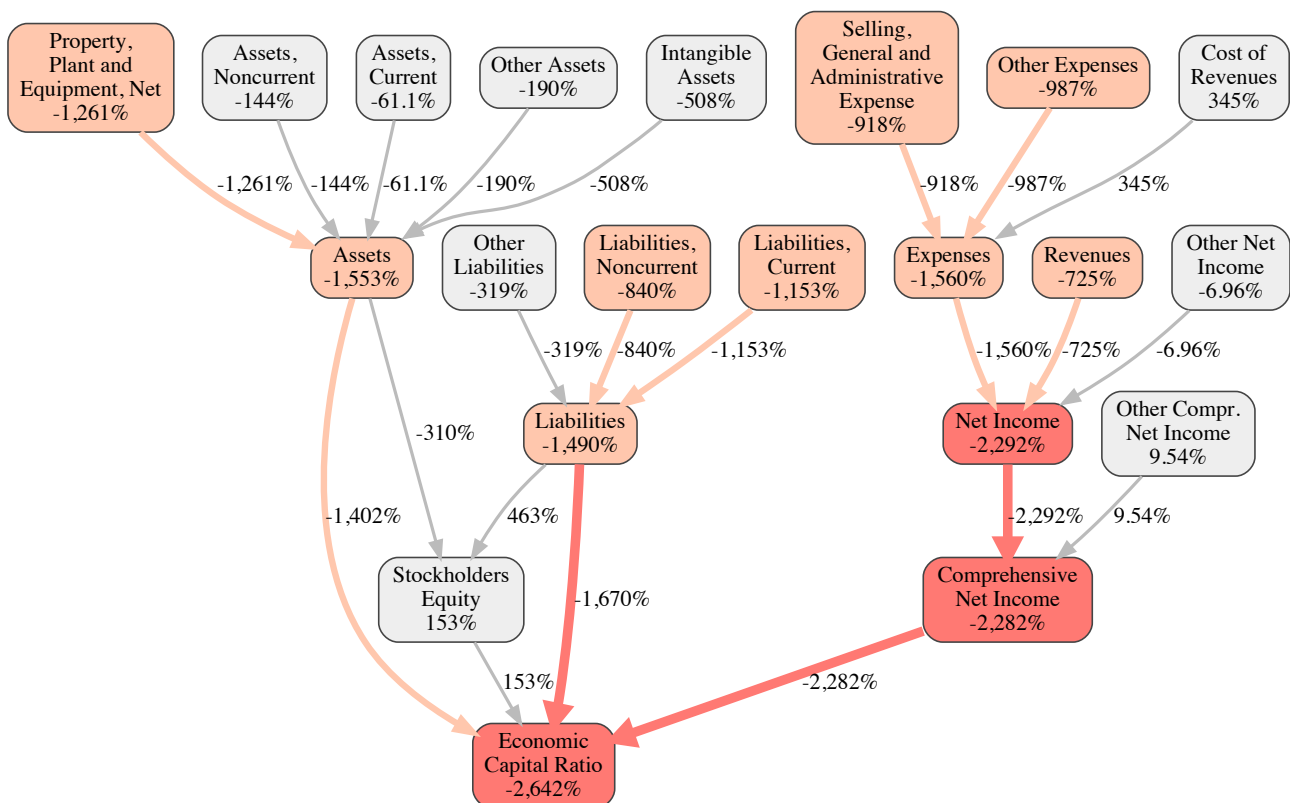 Property,
Plant and
Equipment, Net
-1,261%
Assets,
Noncurrent
-144%
Assets,
Current
-61.1%
Other Assets
-190%
Intangible
Assets
-508%
Selling,
General and
Administrative
Expense
-918%
Other Expenses
-987%
Cost of
Revenues
345%
-1,261%
-144%
-61.1%
-190%
-508%
-918%
-987%
345%
Assets
-1,553%
Other
Liabilities
-319%
Liabilities,
Noncurrent
-840%
Liabilities,
Current
-1,153%
Expenses
-1,560%
Revenues
-725%
Other Net
Income
-6.96%
-319%
-840%
-1,153%
-1,560%
-725%
-6.96%
-310%
Liabilities
-1,490%
Net Income
-2,292%
Other Compr.
Net Income
9.54%
-1,402%
463%
-2,292%
9.54%
Stockholders
Equity
153%
-1,670%
Comprehensive
Net Income
-2,282%
153%
-2,282%
Economic
Capital Ratio
-2,642%